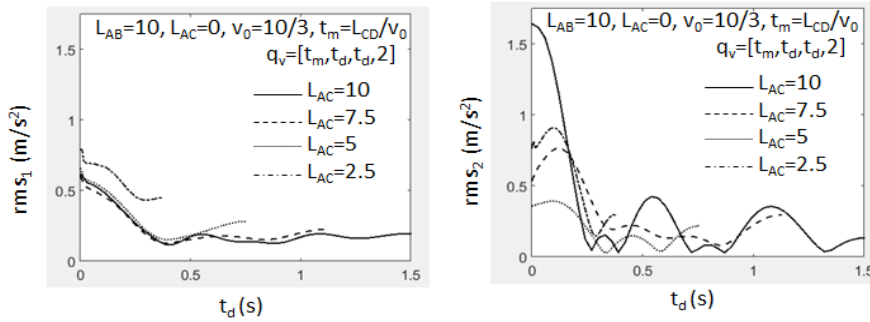 L_AB=10, L_AC=0, v_0=10/3, t_m=L_CD/v_0
q_v=[t_m,t_d,t_d,2]
L_AC=10
L_AC=7.5
L_AC=5
L_AC=2.5
rms_1 (m/s^2)
1.5
1
0.5
0
0
0.5
1
1.5
t_d (s)
L_AB=10, L_AC=0, v_0=10/3, t_m=L_CD/v_0
q_v=[t_m,t_d,t_d,2]
L_AC=10
L_AC=7.5
L_AC=5
L_AC=2.5
rms_2 (m/s^2)
1.5
1
0.5
0
0
0.5
1
1.5
t_d (s)